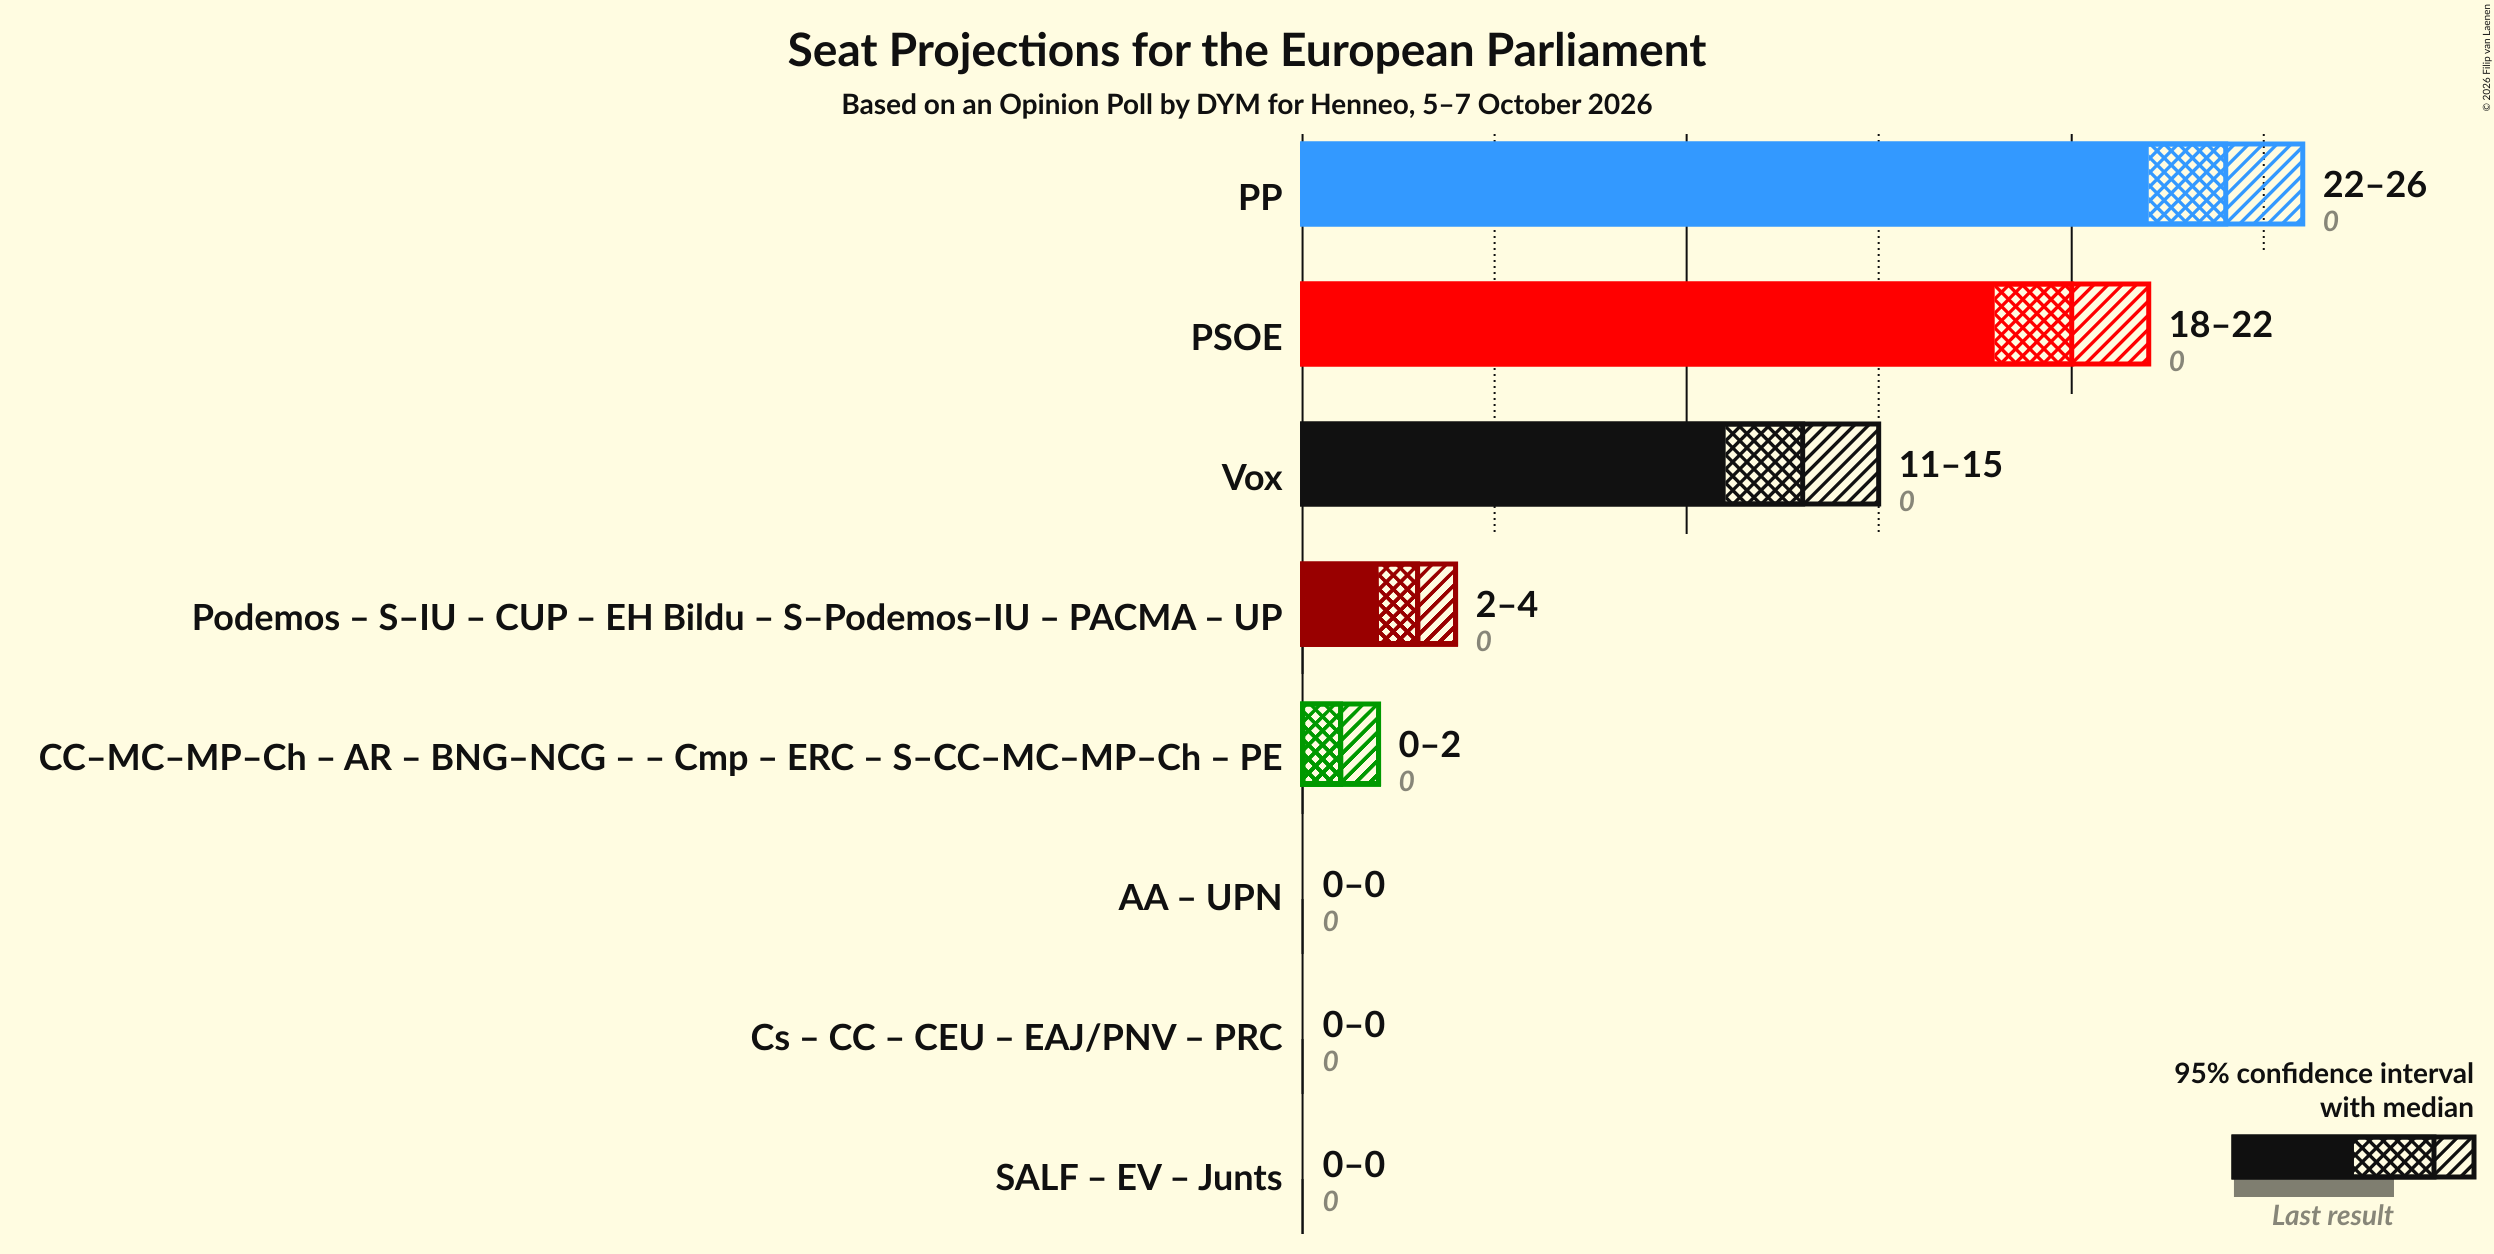 Seat Projections for the European Parliament
Based on an Opinion Poll by DYM for Henneo, 5–7 October 2026
© 2026 Filip van Laenen
PP
22–26
0
PSOE
18–22
0
Vox
11–15
0
Podemos – S–IU – CUP – EH Bildu – S–Podemos–IU – PACMA – UP
2–4
0
CC–MC–MP–Ch – AR – BNG–NCG – – Cmp – ERC – S–CC–MC–MP–Ch – PE
0–2
0
AA – UPN
0–0
0
Cs – CC – CEU – EAJ/PNV – PRC
0–0
0
SALF – EV – Junts
0–0
0
95% confidence interval
with median
Last result